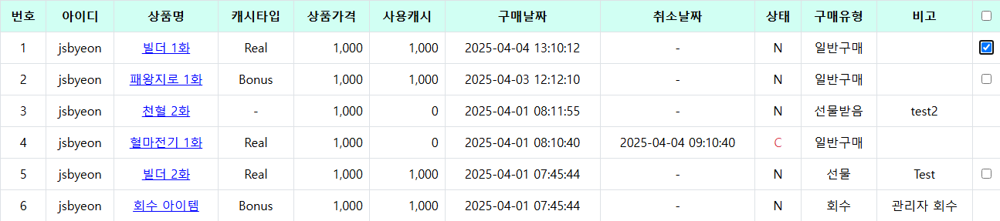 번호 아이디 상품명 캐시타입 상품가격 사용캐시 구매날짜 취소날짜 상태 구매유형 비고
1 jsbyeon 빌더 1화 Real 1,000 1,000 2025-04-04 13:10:12 - N 일반구매
2 jsbyeon 패왕지로 1화 Bonus 1,000 1,000 2025-04-03 12:12:10 - N 일반구매
3 jsbyeon 천혈 2화 - 1,000 0 2025-04-01 08:11:55 - N 선물받음 test2
4 jsbyeon 혈마전기 1화 Real 1,000 0 2025-04-01 08:10:40 2025-04-04 09:10:40 C 일반구매
5 jsbyeon 빌더 2화 Real 1,000 1,000 2025-04-01 07:45:44 - N 선물 Test
6 jsbyeon 회수 아이템 Bonus 1,000 1,000 2025-04-01 07:45:44 - N 회수 관리자 회수